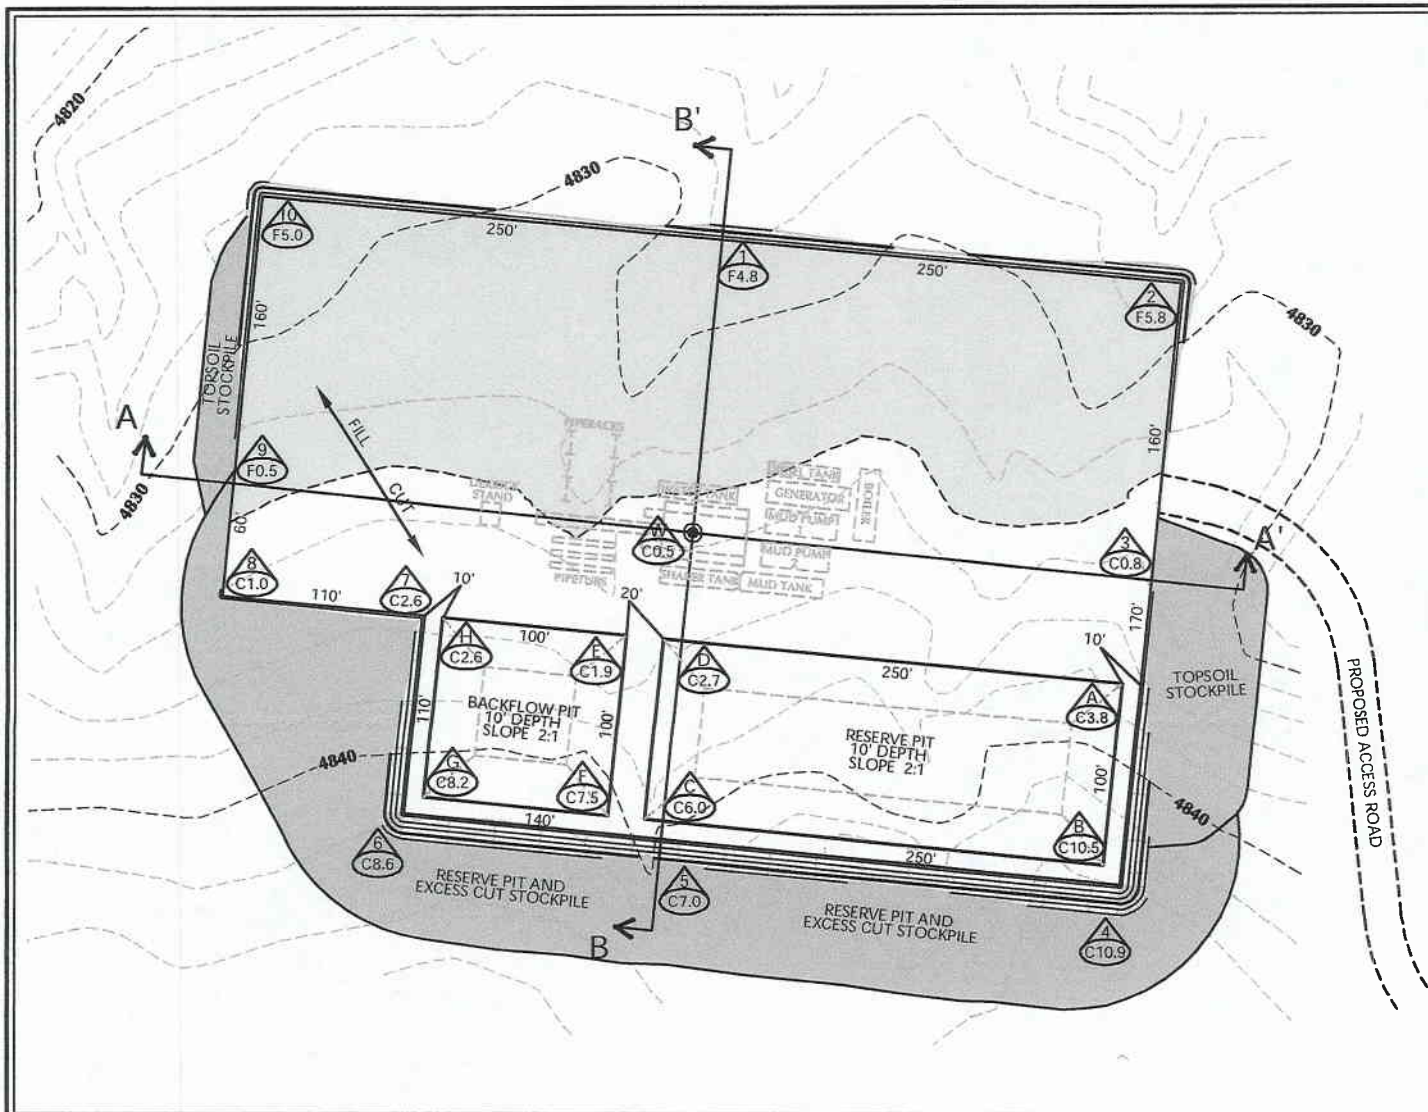 4820
B'
4830
10
F5.0
250'
1
F4.8
250'
2
F5.8
4830
160'
TOPSOIL
STOCKPILE
A
FILL
CUT
PIPERACKS
160'
9
F0.5
4830
60'
DERRICK
STAND
WATER TANK
FUEL TANK
GENERATOR
BOILER
MUD PUMP
1
MUD PUMP
2
W
C0.5
SHAKER TANK
MUD TANK
PIPETUBS
3
C0.8
A'
8
C1.0
110'
7
C2.6
10'
20'
170'
10'
H
C2.6
100'
E
C1.9
D
C2.7
250'
A
C3.8
TOPSOIL
STOCKPILE
PROPOSED ACCESS ROAD
110'
BACKFLOW PIT
10' DEPTH
SLOPE 2:1
100'
RESERVE PIT
10' DEPTH
SLOPE 2:1
100'
4840
G
C8.2
F
C7.5
C
C6.0
4840
140'
250'
B
C10.5
6
C8.6
RESERVE PIT AND
EXCESS CUT STOCKPILE
5
C7.0
RESERVE PIT AND
EXCESS CUT STOCKPILE
4
C10.9
B